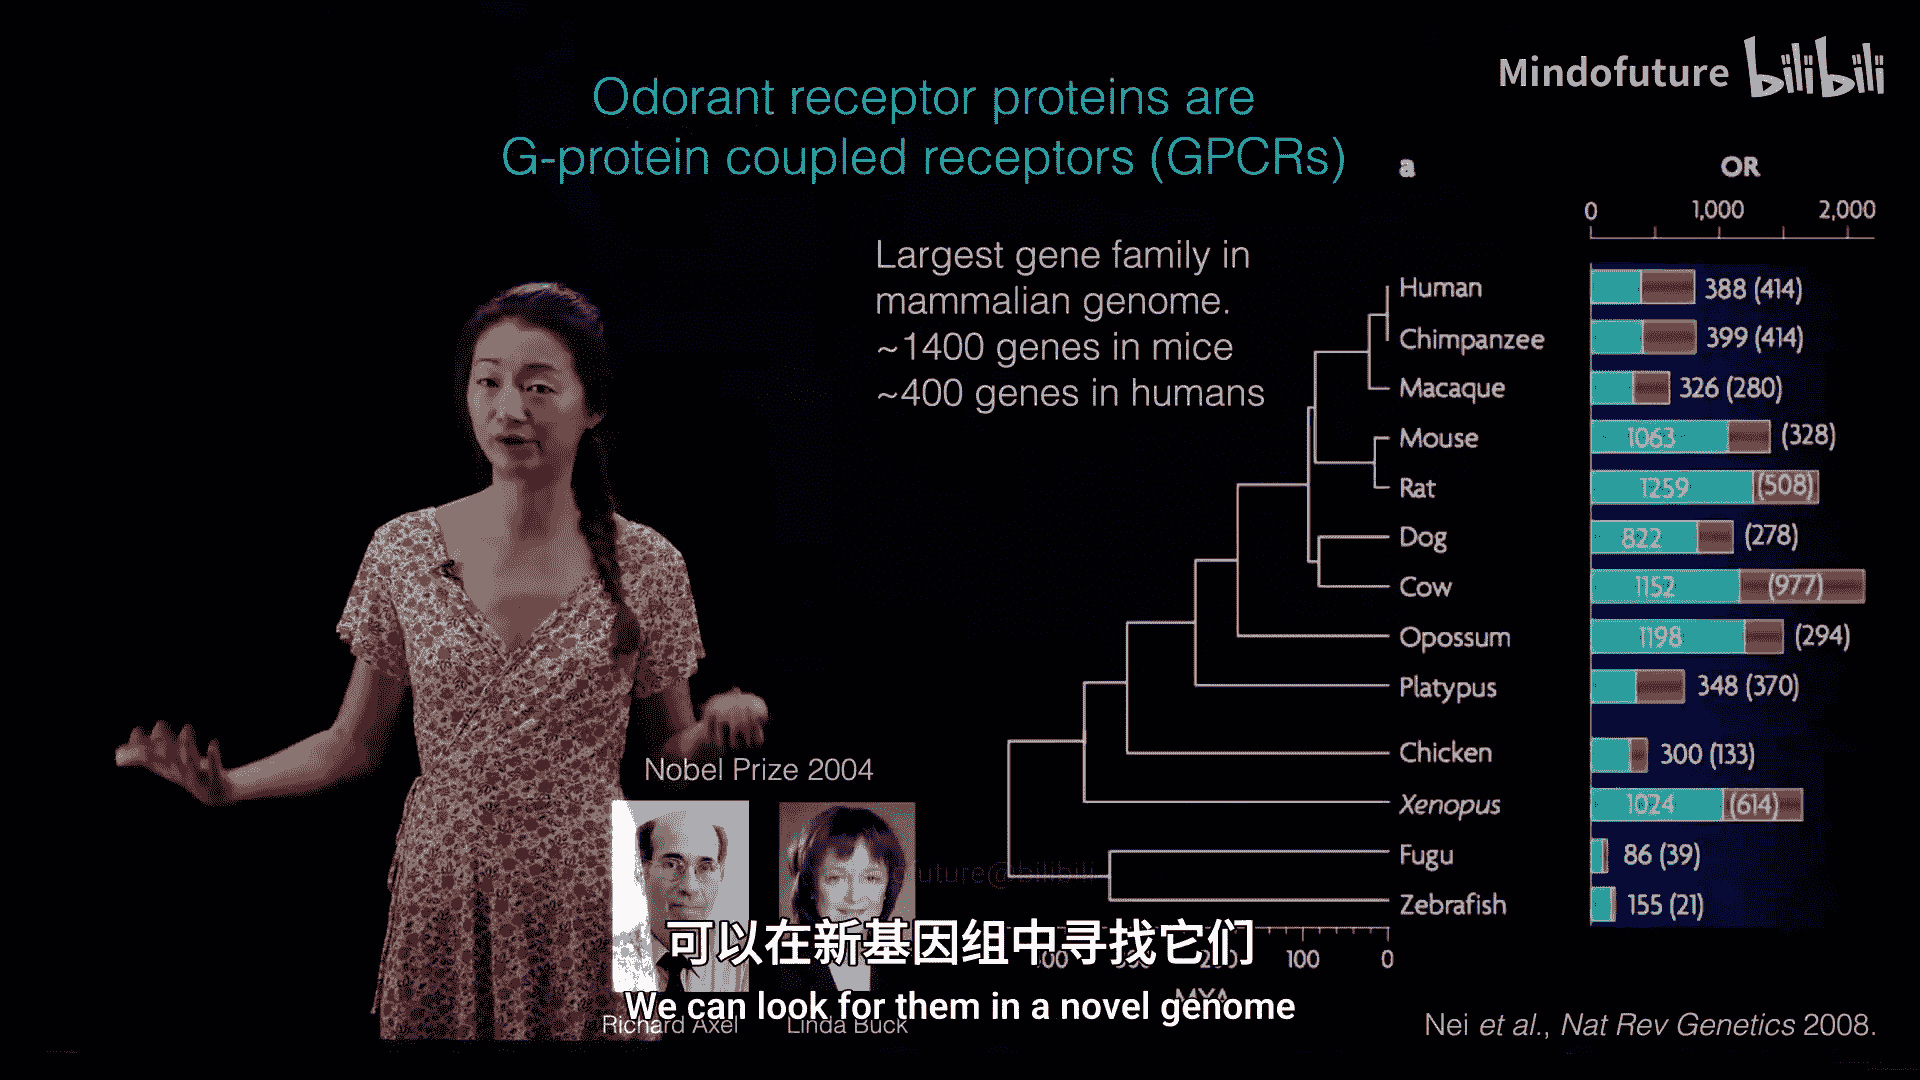 Mindofuture bilibili
Odorant receptor proteins are
G-protein coupled receptors (GPCRs)
Largest gene family in
mammalian genome.
~1400 genes in mice
~400 genes in humans
a
OR
0 1,000 2,000
Human 388 (414)
Chimpanzee 399 (414)
Macaque 326 (280)
Mouse 1063 (328)
Rat 1259 (508)
Dog 822 (278)
Cow 1152 (977)
Opossum 1198 (294)
Platypus 348 (370)
Chicken 300 (133)
Xenopus 1024 (614)
Fugu 86 (39)
Zebrafish 155 (21)
100 0
Nobel Prize 2004
Richard Axel Linda Buck
可以在新基因组中寻找它们
We can look for them in a novel genome
Nei et al., Nat Rev Genetics 2008.